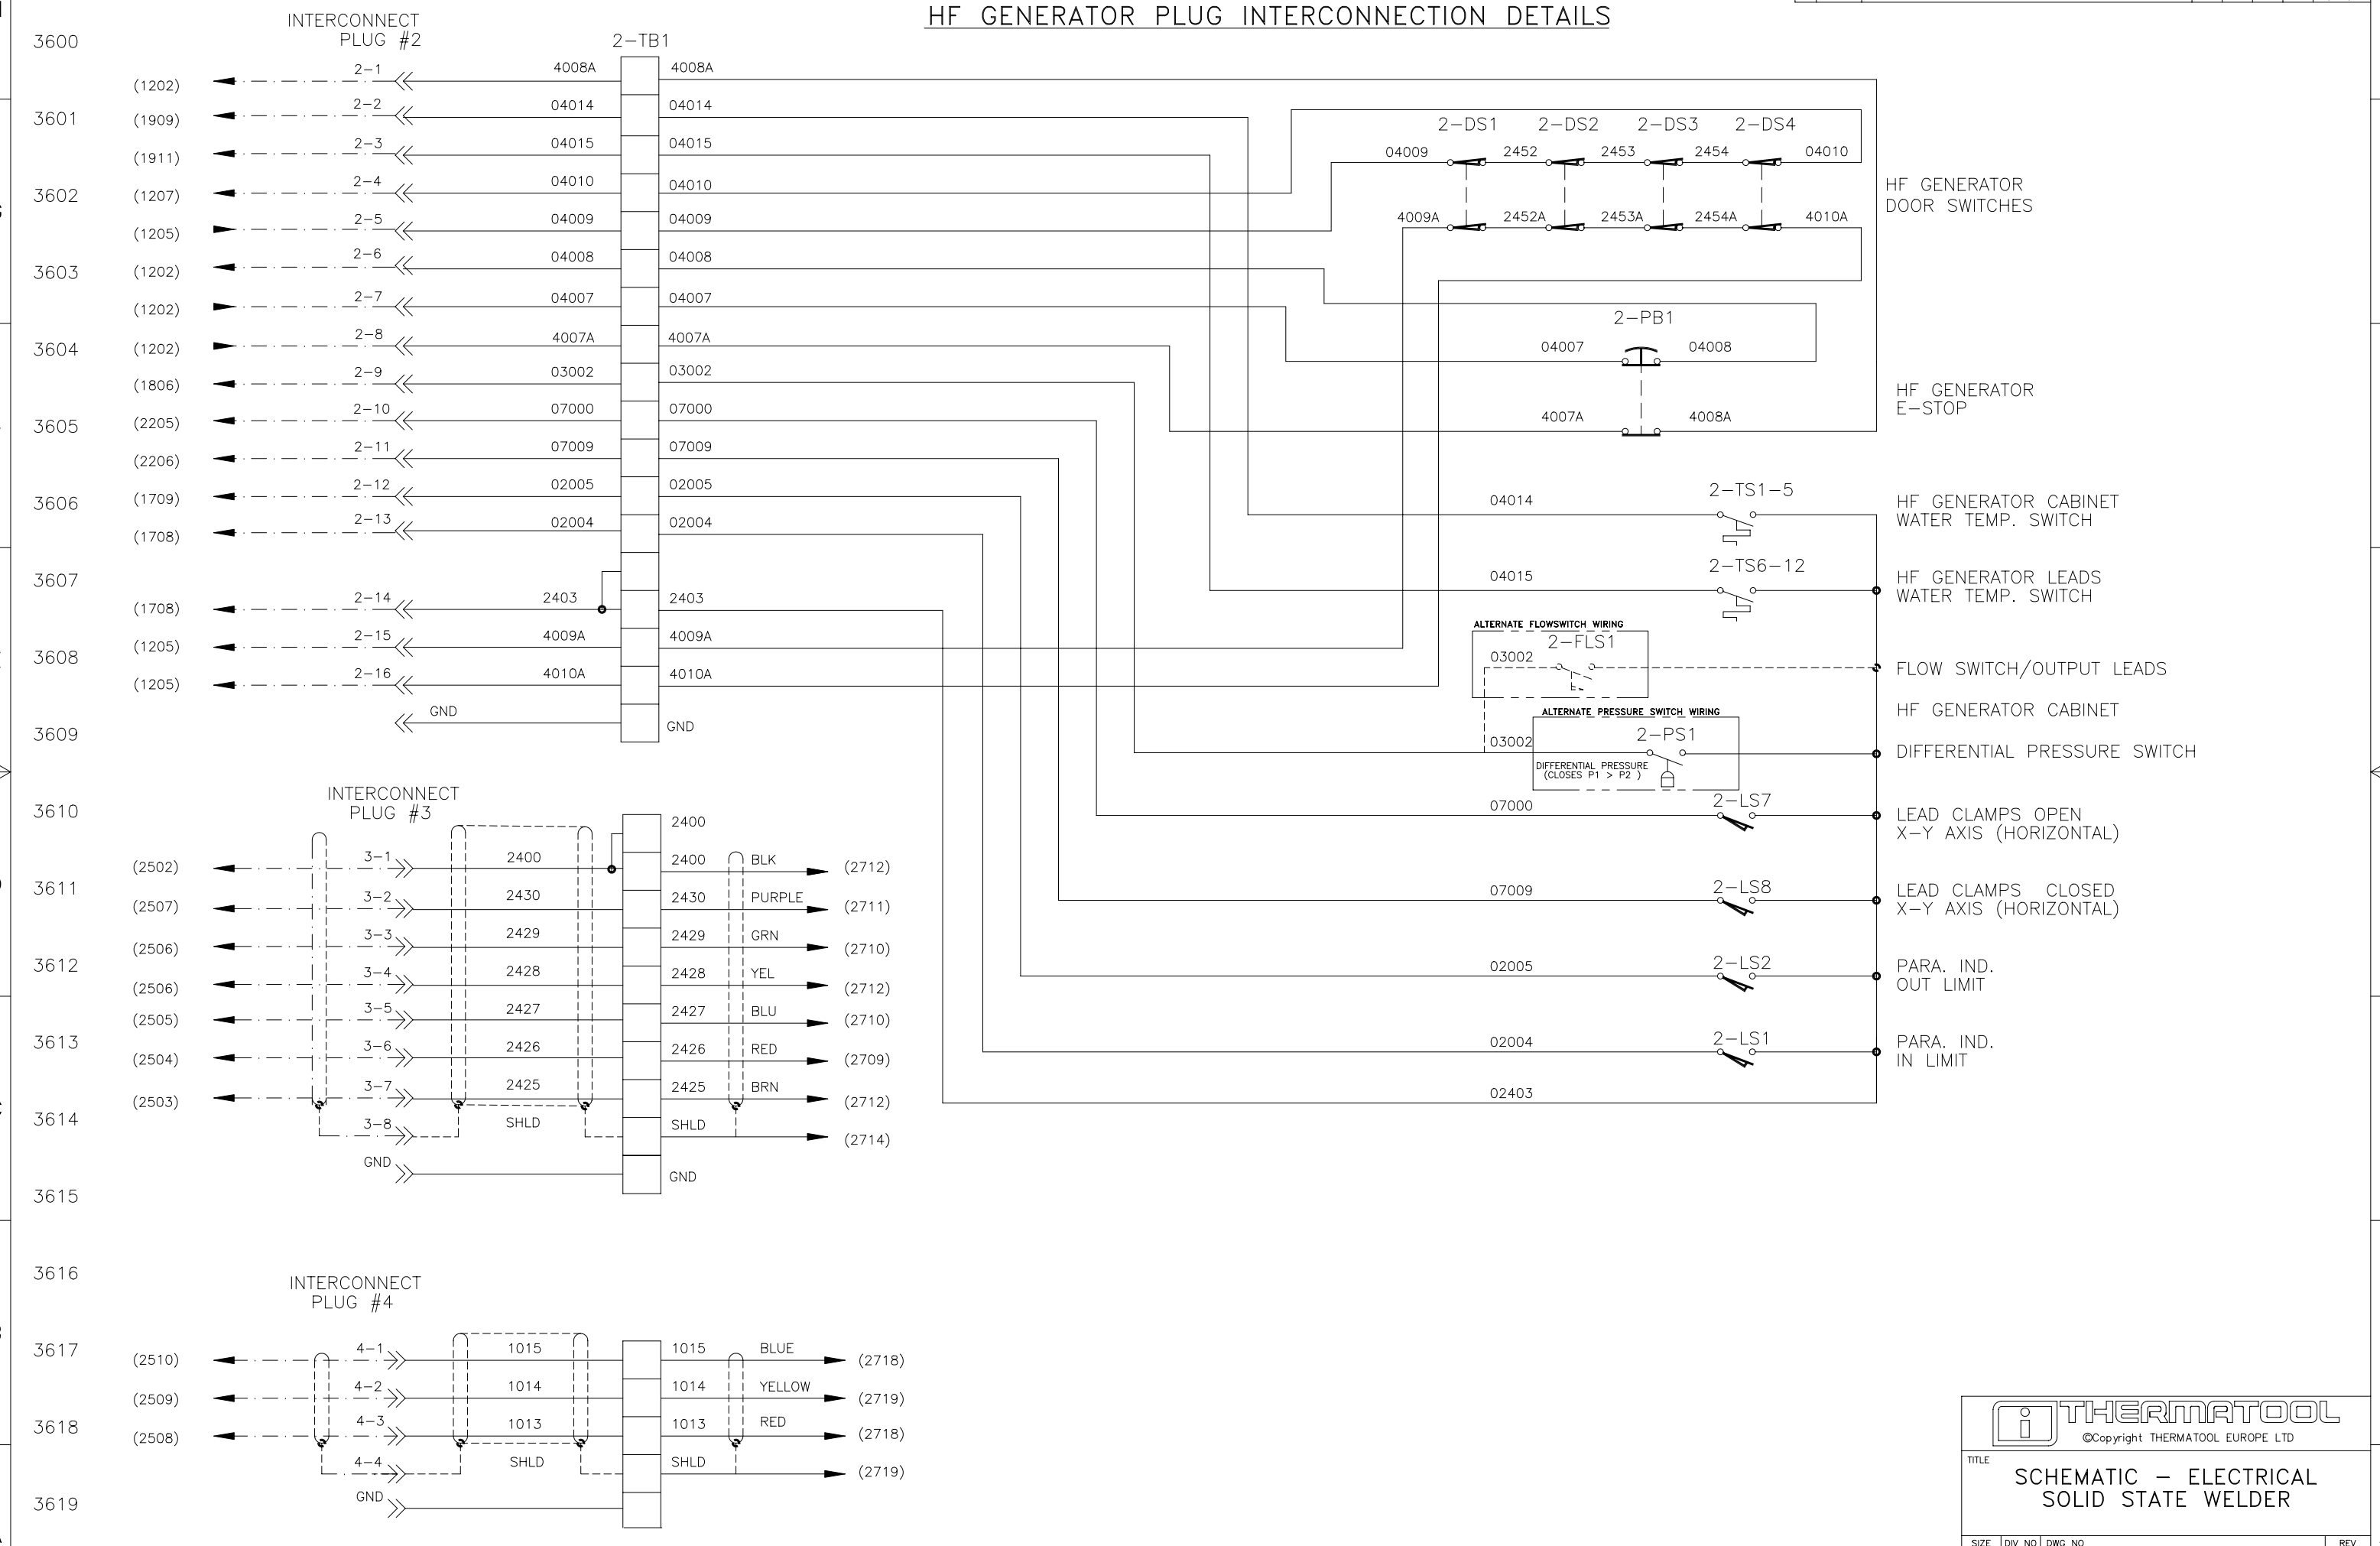 HF GENERATOR PLUG INTERCONNECTION DETAILS
INTERCONNECT
PLUG #2
2-TB1
3600
(1202) 2-1 4008A 4008A
3601 (1909) 2-2 04014 04014
(1911) 2-3 04015 04015
3602 (1207) 2-4 04010 04010
(1205) 2-5 04009 04009
3603 (1202) 2-6 04008 04008
(1202) 2-7 04007 04007
3604 (1202) 2-8 4007A 4007A
(1806) 2-9 03002 03002
3605 (2205) 2-10 07000 07000
(2206) 2-11 07009 07009
3606 (1709) 2-12 02005 02005
(1708) 2-13 02004 02004
3607
(1708) 2-14 2403 2403
3608 (1205) 2-15 4009A 4009A
(1205) 2-16 4010A 4010A
3609 GND GND
2-DS1 2-DS2 2-DS3 2-DS4
04009 2452 2453 2454 04010
4009A 2452A 2453A 2454A 4010A
HF GENERATOR
DOOR SWITCHES
2-PB1
04007 04008
4007A 4008A
HF GENERATOR
E-STOP
04014 2-TS1-5
HF GENERATOR CABINET
WATER TEMP. SWITCH
04015 2-TS6-12
HF GENERATOR LEADS
WATER TEMP. SWITCH
ALTERNATE FLOWSWITCH WIRING
2-FLS1
03002
FLOW SWITCH/OUTPUT LEADS
HF GENERATOR CABINET
ALTERNATE PRESSURE SWITCH WIRING
2-PS1
03002
DIFFERENTIAL PRESSURE
(CLOSES P1 > P2 )
DIFFERENTIAL PRESSURE SWITCH
07000 2-LS7
LEAD CLAMPS OPEN
X-Y AXIS (HORIZONTAL)
07009 2-LS8
LEAD CLAMPS CLOSED
X-Y AXIS (HORIZONTAL)
02005 2-LS2
PARA. IND.
OUT LIMIT
02004 2-LS1
PARA. IND.
IN LIMIT
02403
INTERCONNECT
PLUG #3
3610 2400
(2502) 3-1 2400 2400 BLK (2712)
3611 (2507) 3-2 2430 2430 PURPLE (2711)
(2506) 3-3 2429 2429 GRN (2710)
3612 (2506) 3-4 2428 2428 YEL (2712)
(2505) 3-5 2427 2427 BLU (2710)
3613 (2504) 3-6 2426 2426 RED (2709)
(2503) 3-7 2425 2425 BRN (2712)
3614 3-8 SHLD SHLD (2714)
GND GND
3615
3616
INTERCONNECT
PLUG #4
3617 (2510) 4-1 1015 1015 BLUE (2718)
(2509) 4-2 1014 1014 YELLOW (2719)
3618 (2508) 4-3 1013 1013 RED (2718)
4-4 SHLD SHLD (2719)
3619 GND
THERMATOOL
©Copyright THERMATOOL EUROPE LTD
TITLE
SCHEMATIC - ELECTRICAL
SOLID STATE WELDER
SIZE DIV NO DWG NO REV